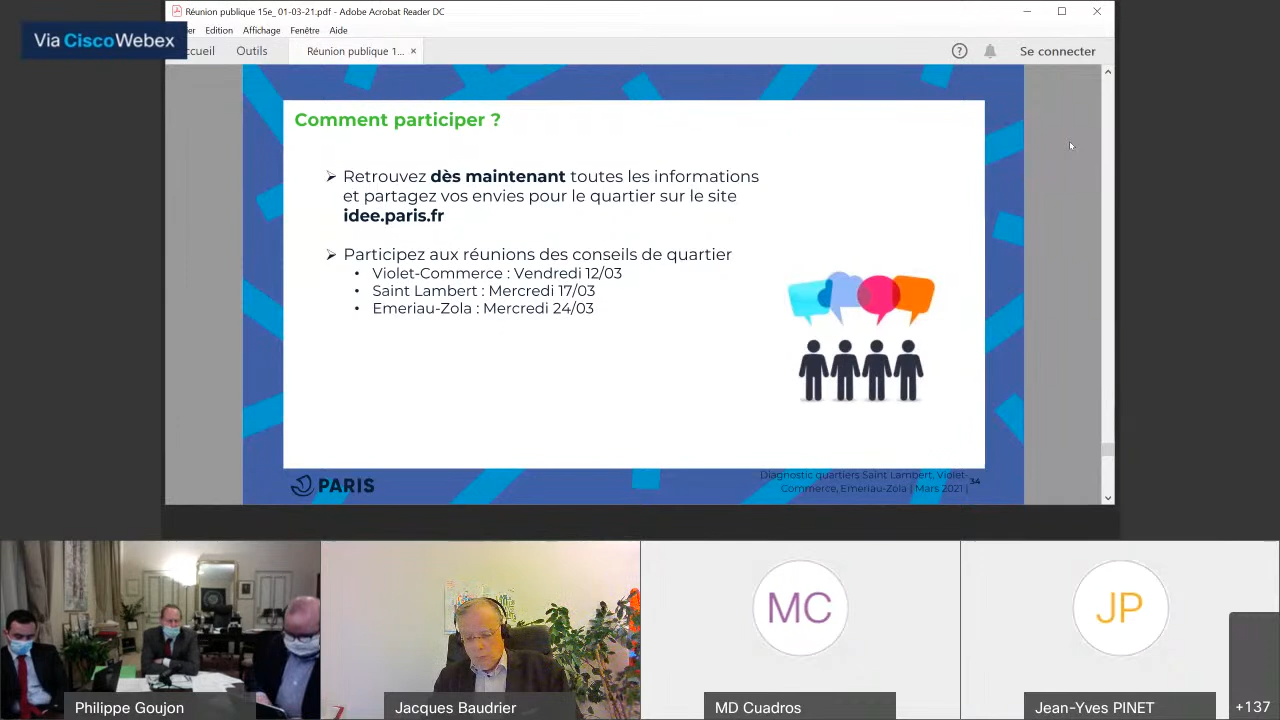 Réunion publique 15e_ 01-03-21.pdf - Adobe Acrobat Reader DC
Via CiscoWebex
Edition Affichage Fenêtre Aide
Outils Réunion publique 1... × Se connecter
Comment participer ?
➢ Retrouvez dès maintenant toutes les informations
et partagez vos envies pour le quartier sur le site
idee.paris.fr
➢ Participez aux réunions des conseils de quartier
• Violet-Commerce : Vendredi 12/03
• Saint Lambert : Mercredi 17/03
• Emeriau-Zola : Mercredi 24/03
PARIS
Diagnostic quartiers Saint Lambert, Violet-
Commerce, Emeriau-Zola | Mars 2021 | 34
MC
JP
Philippe Goujon
Jacques Baudrier
MD Cuadros
Jean-Yves PINET
+137